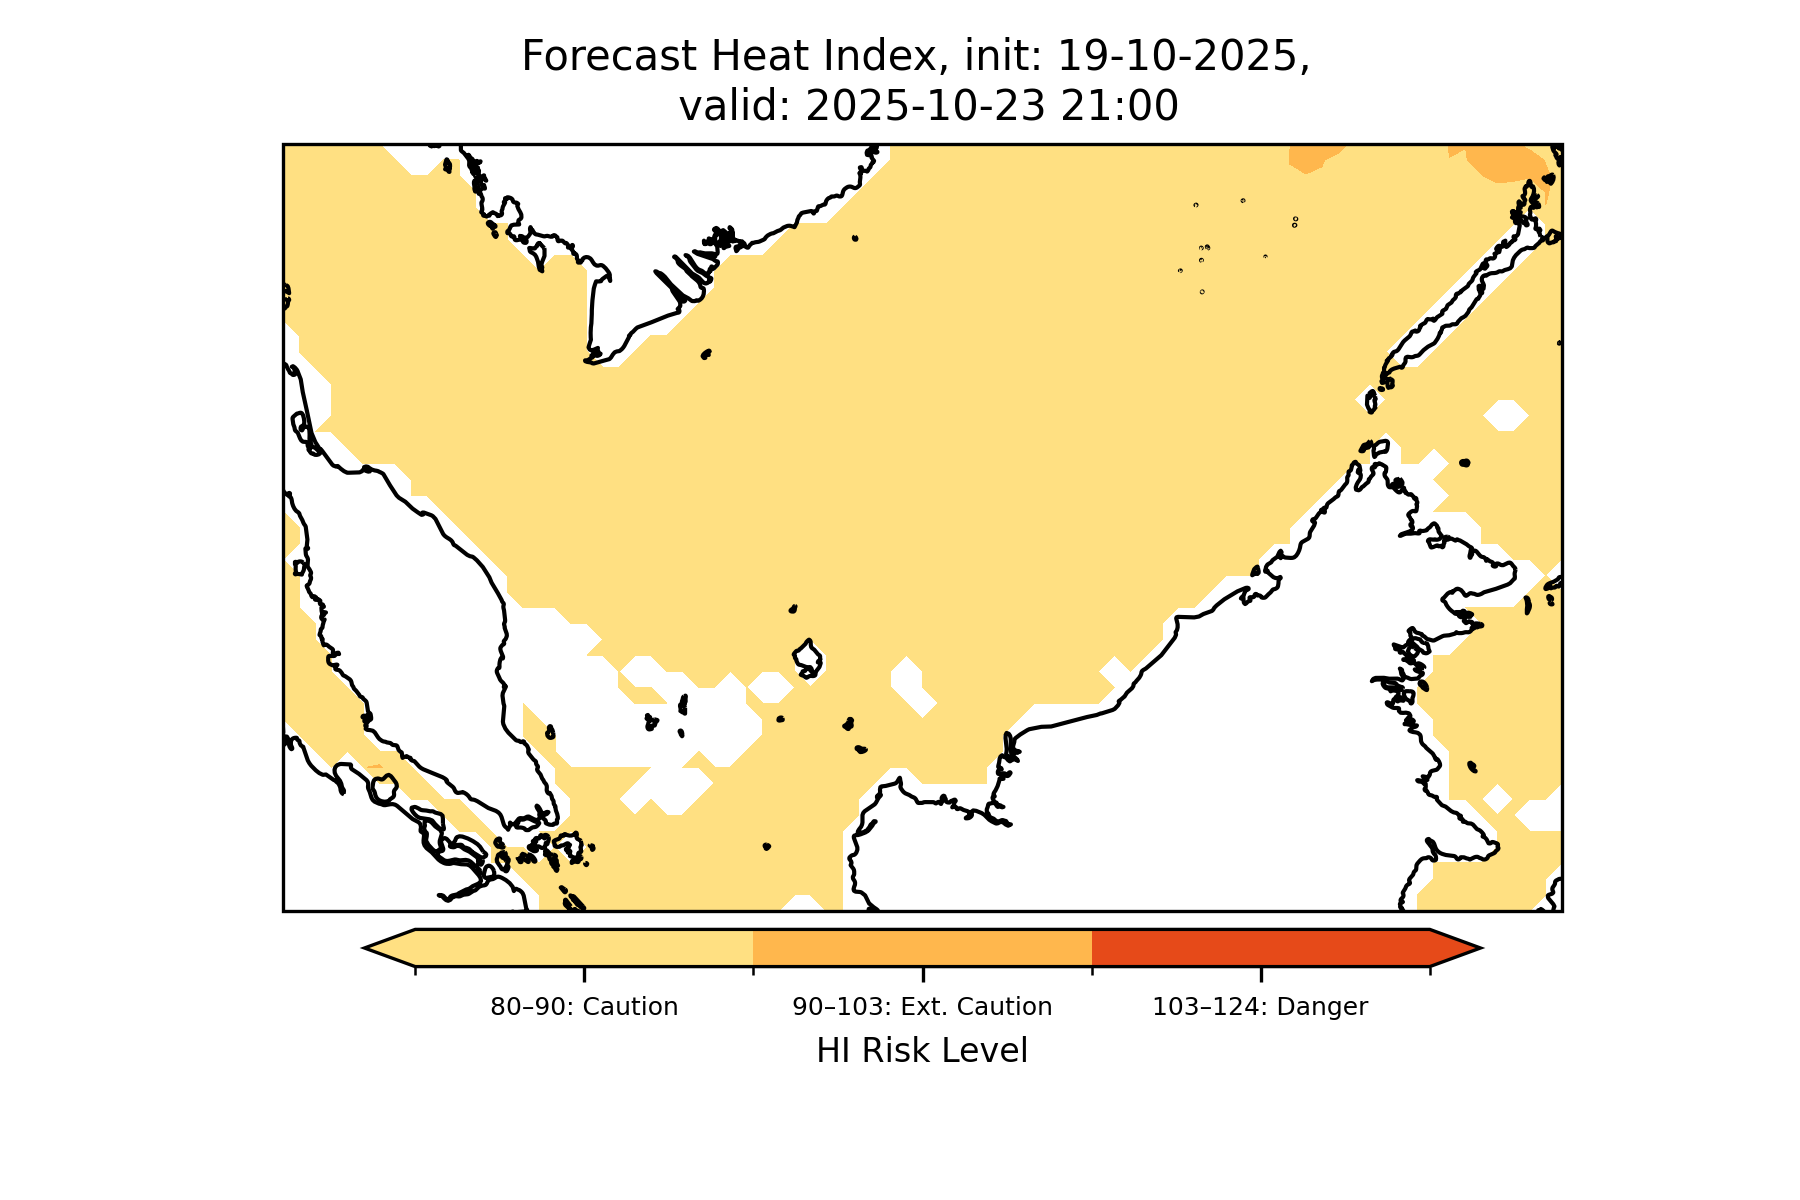 Forecast Heat Index, init: 19-10-2025,
valid: 2025-10-23 21:00
80–90: Caution
90–103: Ext. Caution
103–124: Danger
HI Risk Level